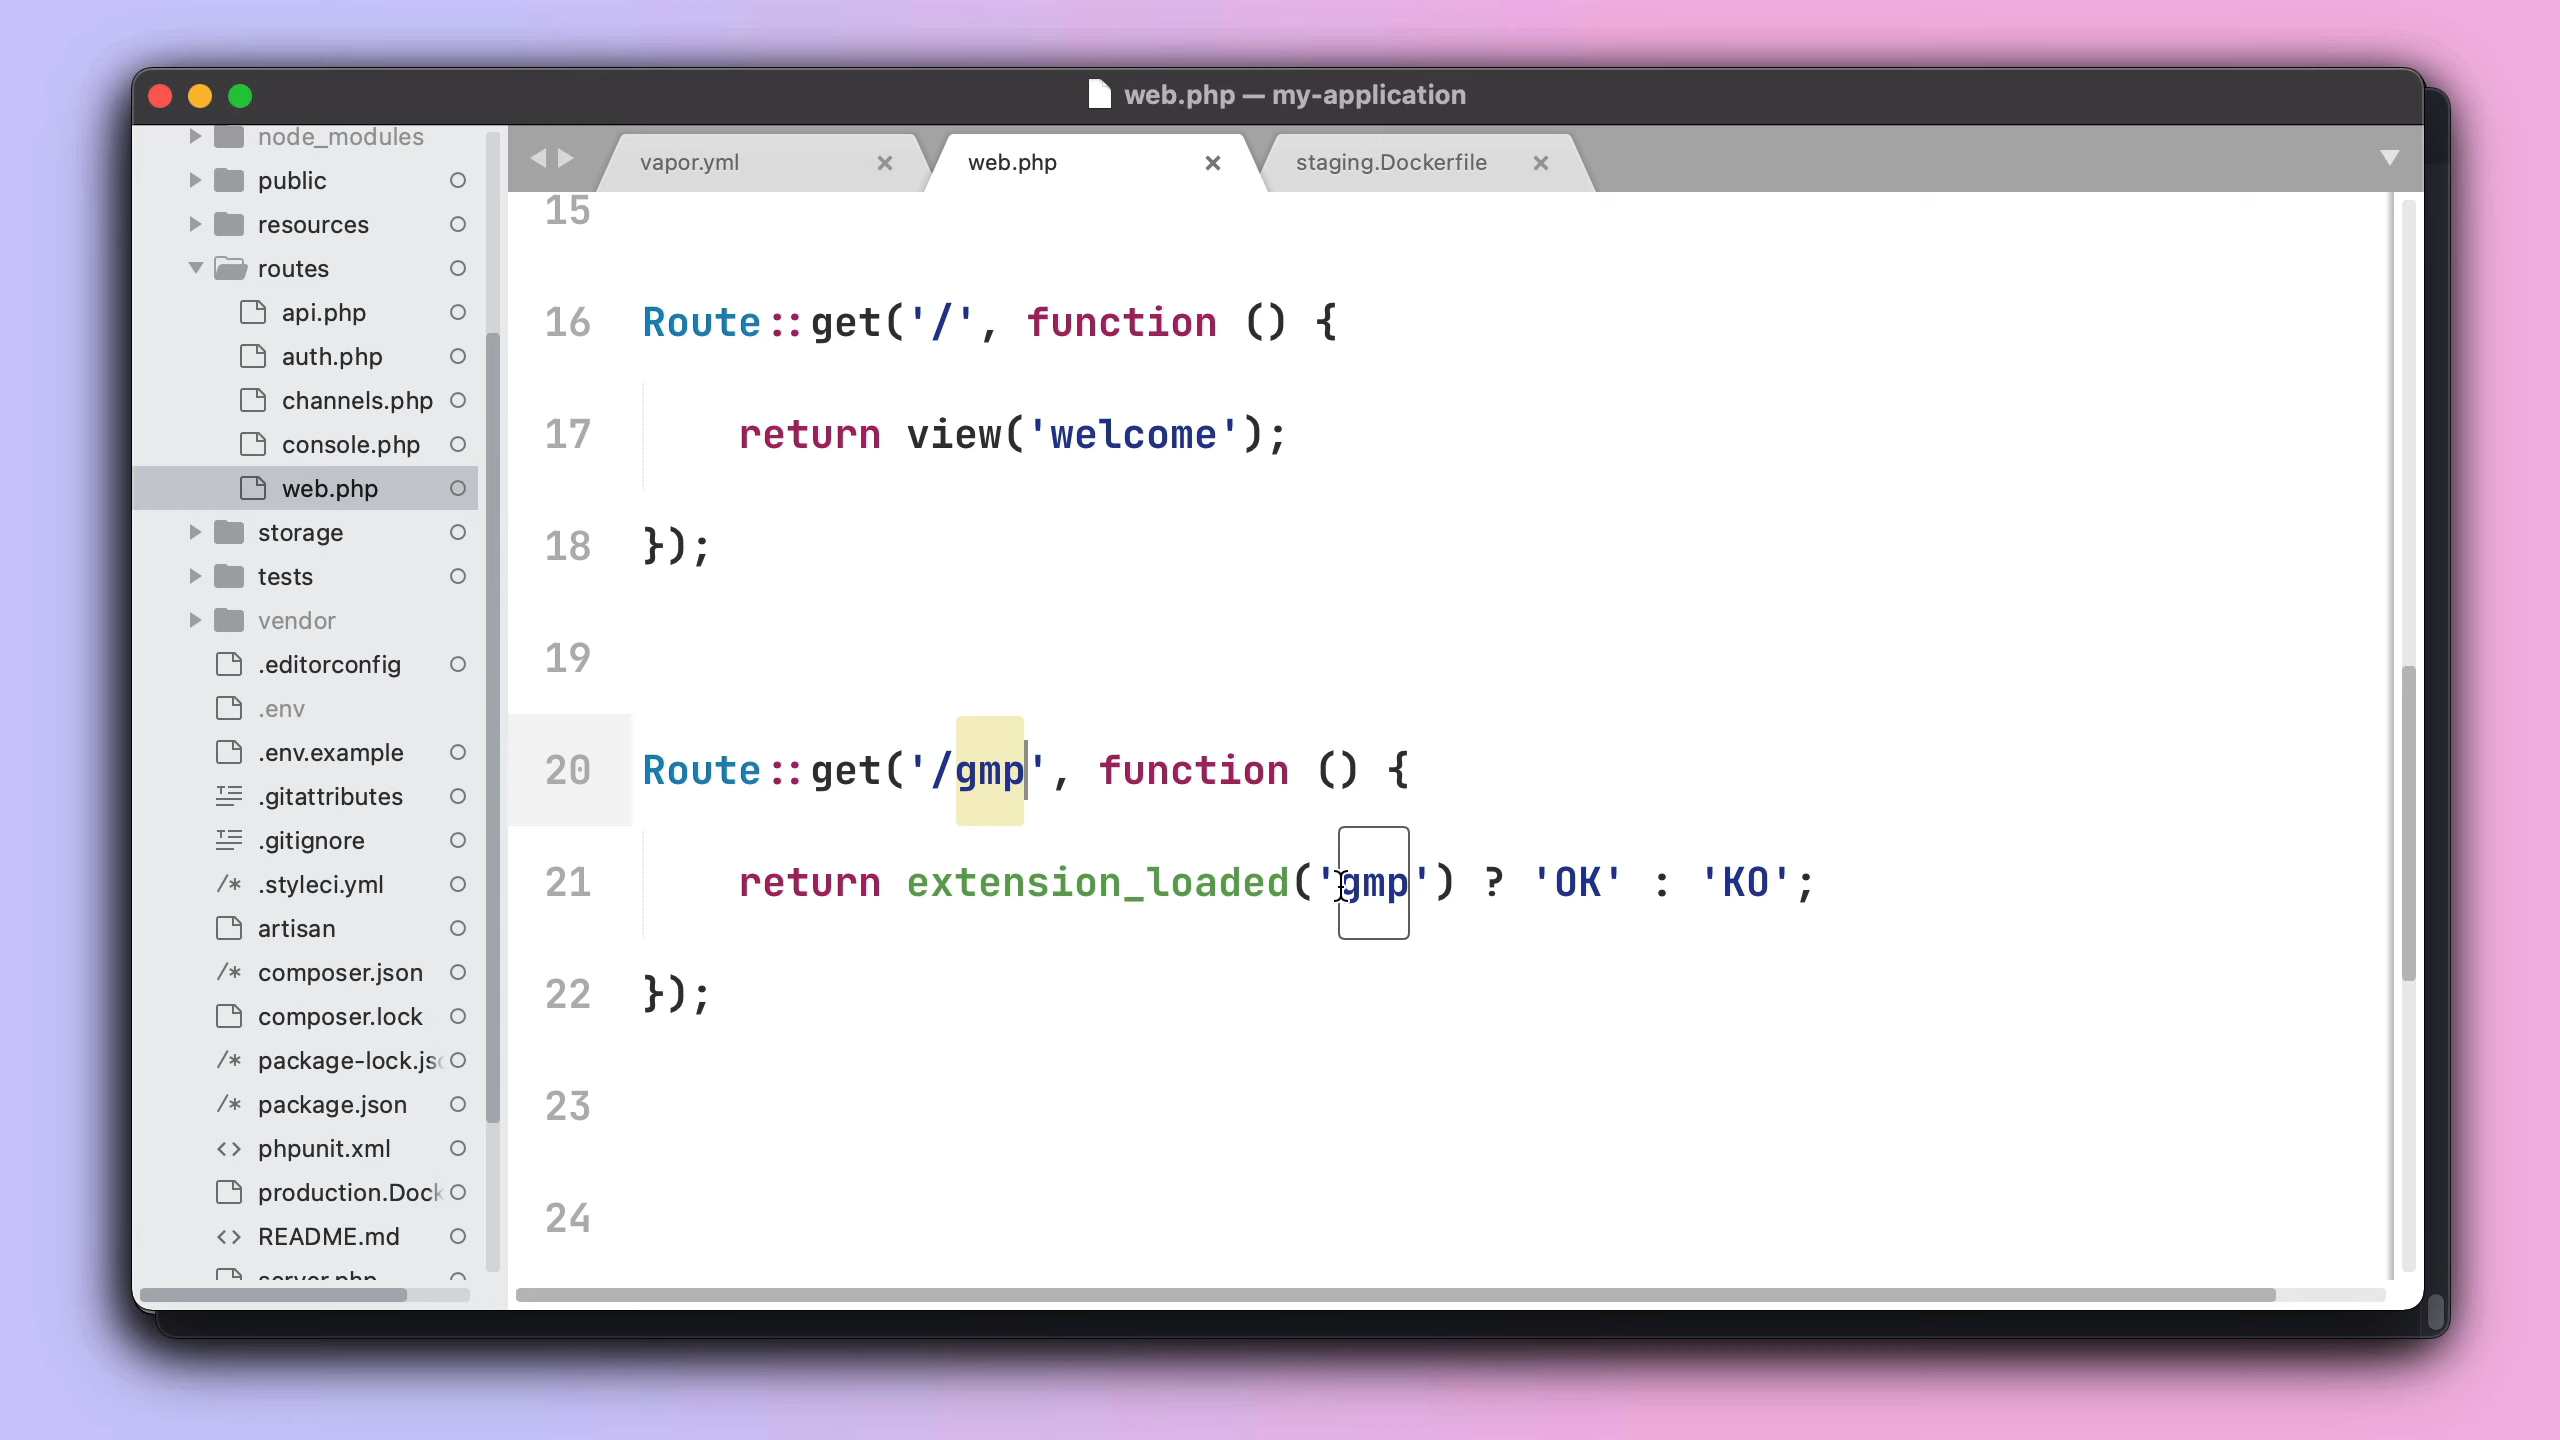 web.php — my-application
node_modules
public
resources
routes
api.php
auth.php
channels.php
console.php
web.php
storage
tests
vendor
.editorconfig
.env
.env.example
.gitattributes
.gitignore
/* .styleci.yml
artisan
/* composer.json
composer.lock
/* package-lock.js
/* package.json
<> phpunit.xml
production.Doc
<> README.md
server.php
vapor.yml ×
web.php ×
staging.Dockerfile ×
15
16 Route::get('/', function () {
17 return view('welcome');
18 });
19
20 Route::get('/gmp', function () {
21 return extension_loaded('gmp') ? 'OK' : 'KO';
22 });
23
24